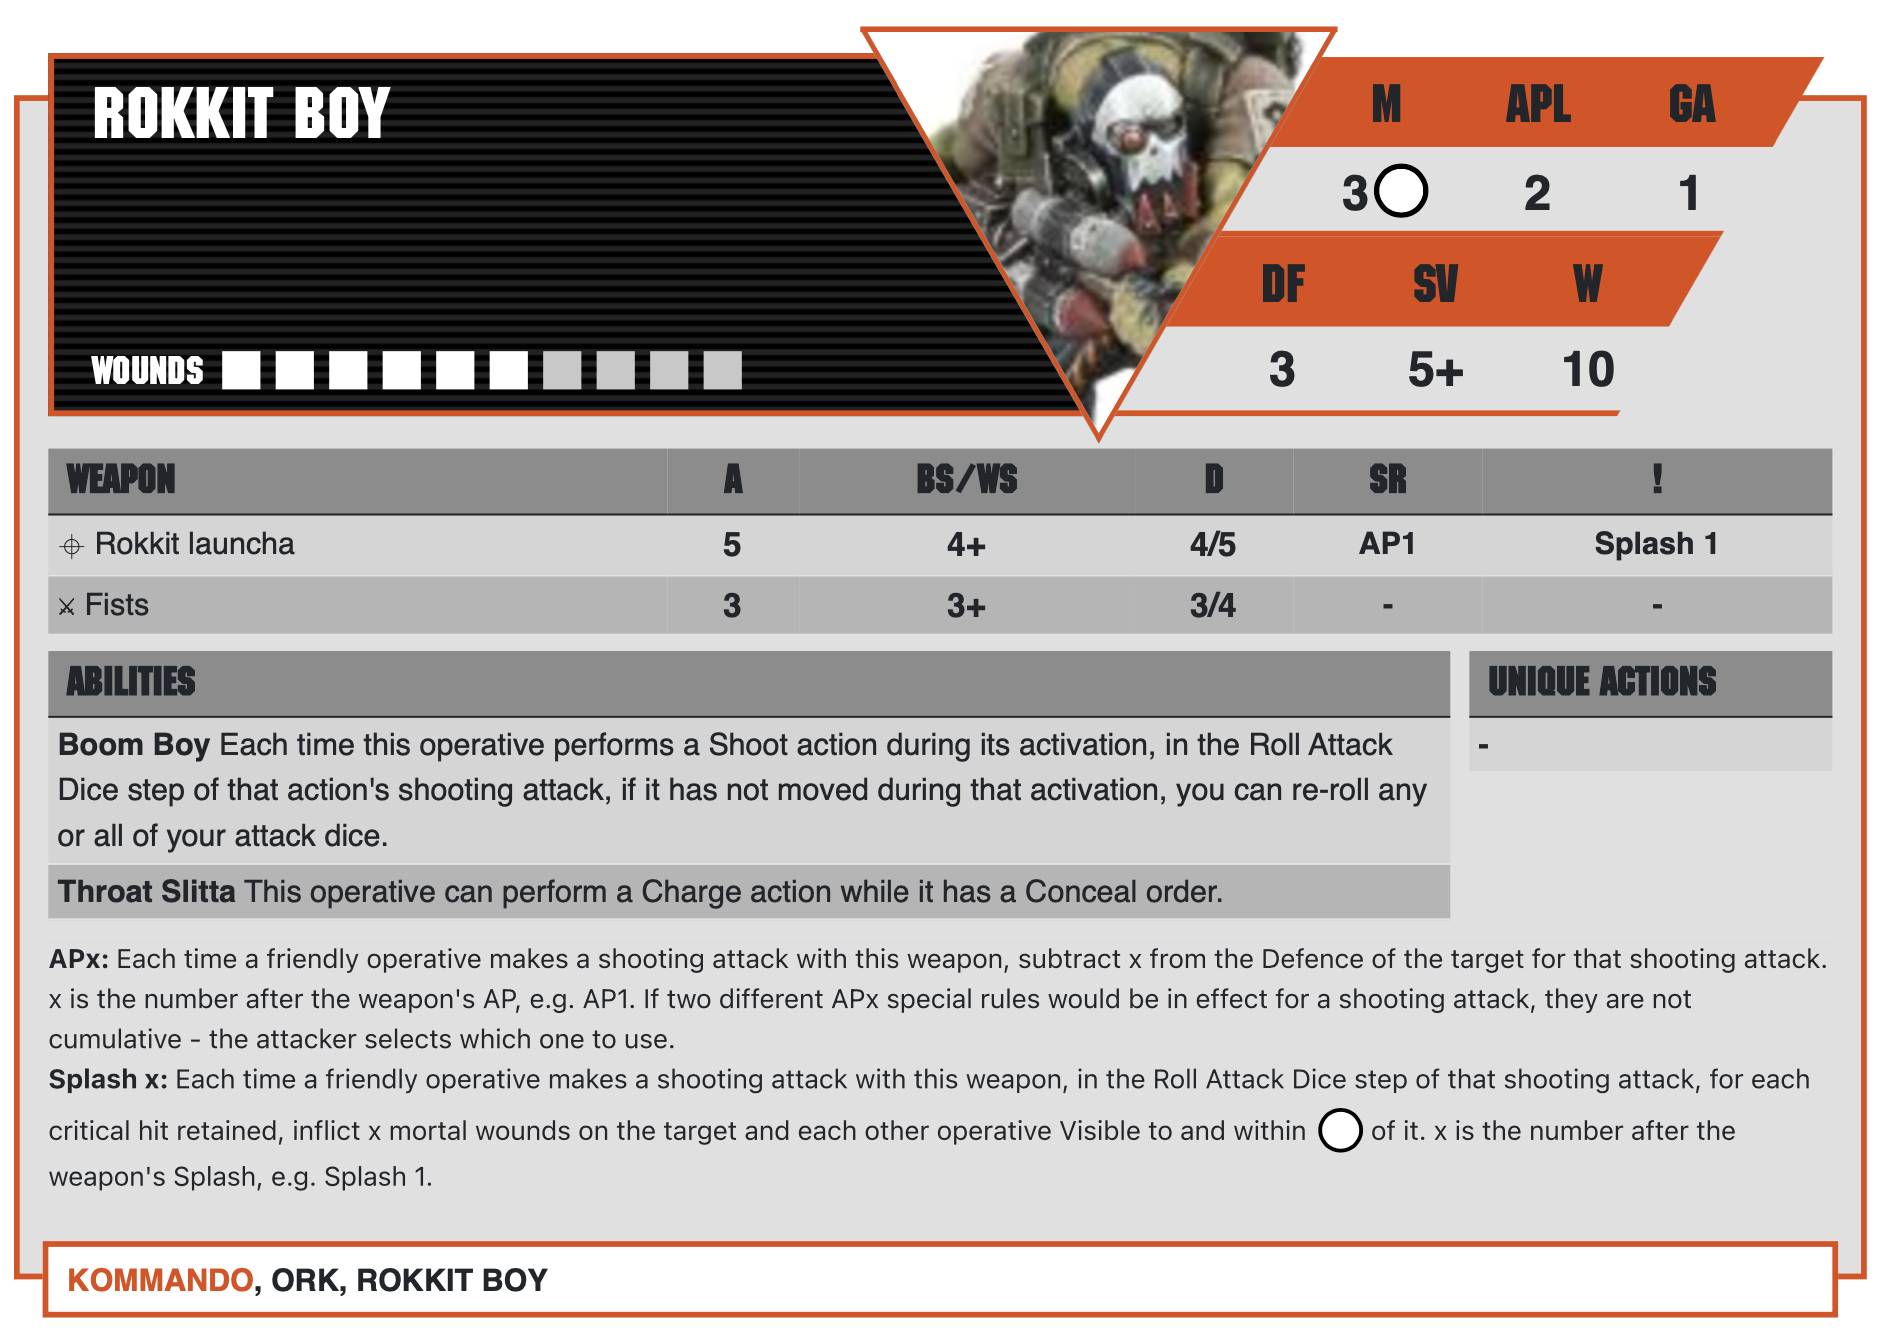 ROKKIT BOY
M APL GA
3 2 1
DF SV W
3 5+ 10
WOUNDS
WEAPON A BS/WS D SR !
Rokkit launcha 5 4+ 4/5 AP1 Splash 1
Fists 3 3+ 3/4 - -
ABILITIES
Boom Boy Each time this operative performs a Shoot action during its activation, in the Roll Attack
Dice step of that action's shooting attack, if it has not moved during that activation, you can re-roll any
or all of your attack dice.
Throat Slitta This operative can perform a Charge action while it has a Conceal order.
UNIQUE ACTIONS
-
APx: Each time a friendly operative makes a shooting attack with this weapon, subtract x from the Defence of the target for that shooting attack.
x is the number after the weapon's AP, e.g. AP1. If two different APx special rules would be in effect for a shooting attack, they are not
cumulative - the attacker selects which one to use.
Splash x: Each time a friendly operative makes a shooting attack with this weapon, in the Roll Attack Dice step of that shooting attack, for each
critical hit retained, inflict x mortal wounds on the target and each other operative Visible to and within of it. x is the number after the
weapon's Splash, e.g. Splash 1.
KOMMANDO, ORK, ROKKIT BOY